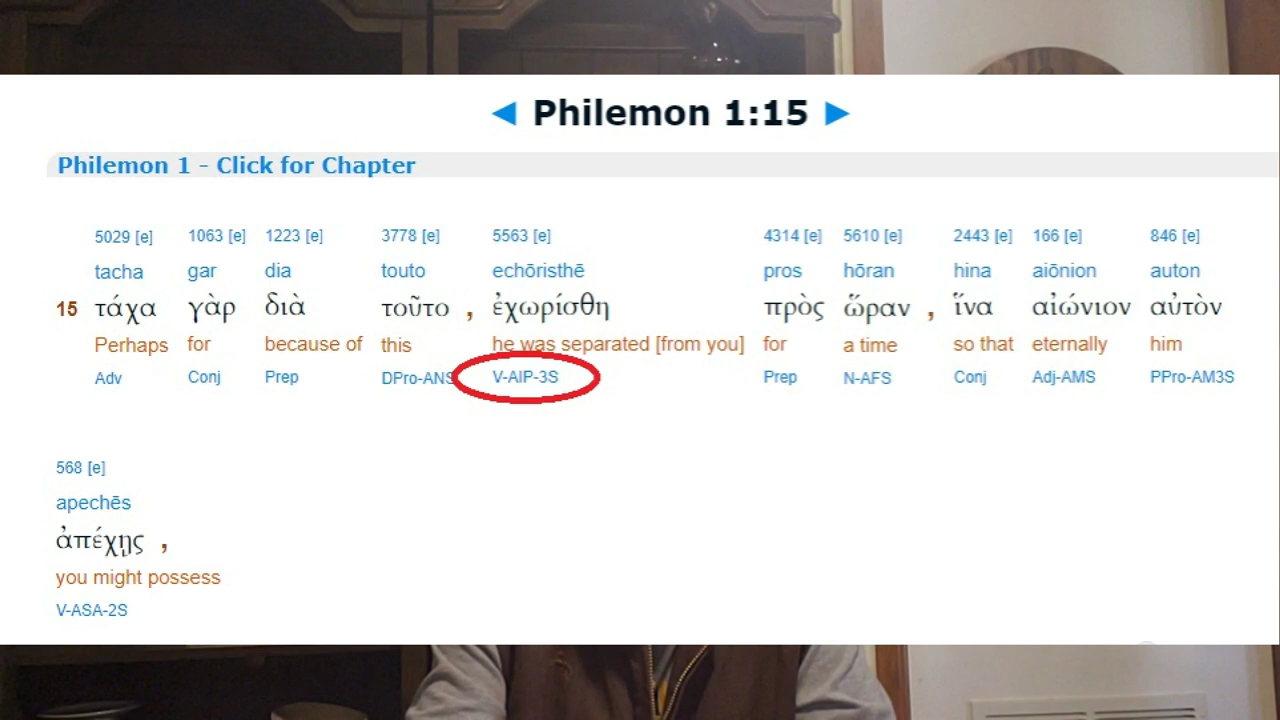 ◄ Philemon 1:15 ►
Philemon 1 - Click for Chapter
5029 [e] 1063 [e] 1223 [e] 3778 [e] 5563 [e] 4314 [e] 5610 [e] 2443 [e] 166 [e] 846 [e]
tacha gar dia touto echōristhē pros hōran hina aiōnion auton
15 τάχα γὰρ διὰ τοῦτο , ἐχωρίσθη πρὸς ὥραν , ἵνα αἰώνιον αὐτὸν
Perhaps for because of this he was separated [from you] for a time so that eternally him
Adv Conj Prep DPro-ANS V-AIP-3S Prep N-AFS Conj Adj-AMS PPro-AM3S
568 [e]
apechēs
ἀπέχῃς ,
you might possess
V-ASA-2S